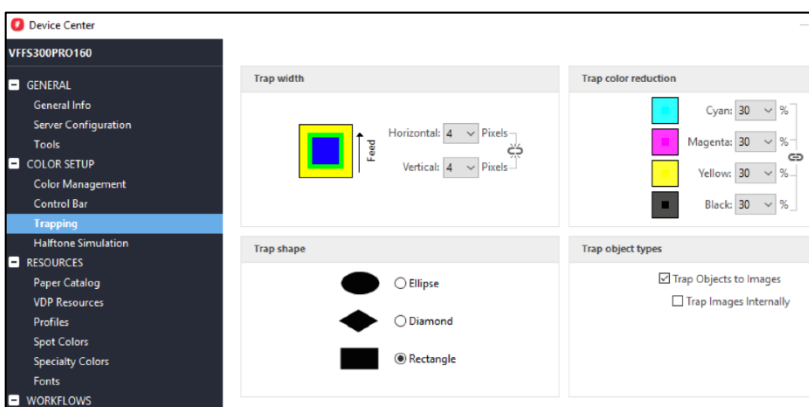 Device Center
VFFS300PRO160
GENERAL
General Info
Server Configuration
Tools
COLOR SETUP
Color Management
Control Bar
Trapping
Halftone Simulation
RESOURCES
Paper Catalog
VDP Resources
Profiles
Spot Colors
Specialty Colors
Fonts
WORKFLOWS
Trap width
Feed
Horizontal: 4 Pixels
Vertical: 4 Pixels
Trap color reduction
Cyan: 30 %
Magenta: 30 %
Yellow: 30 %
Black: 30 %
Trap shape
Ellipse
Diamond
Rectangle
Trap object types
Trap Objects to Images
Trap Images Internally